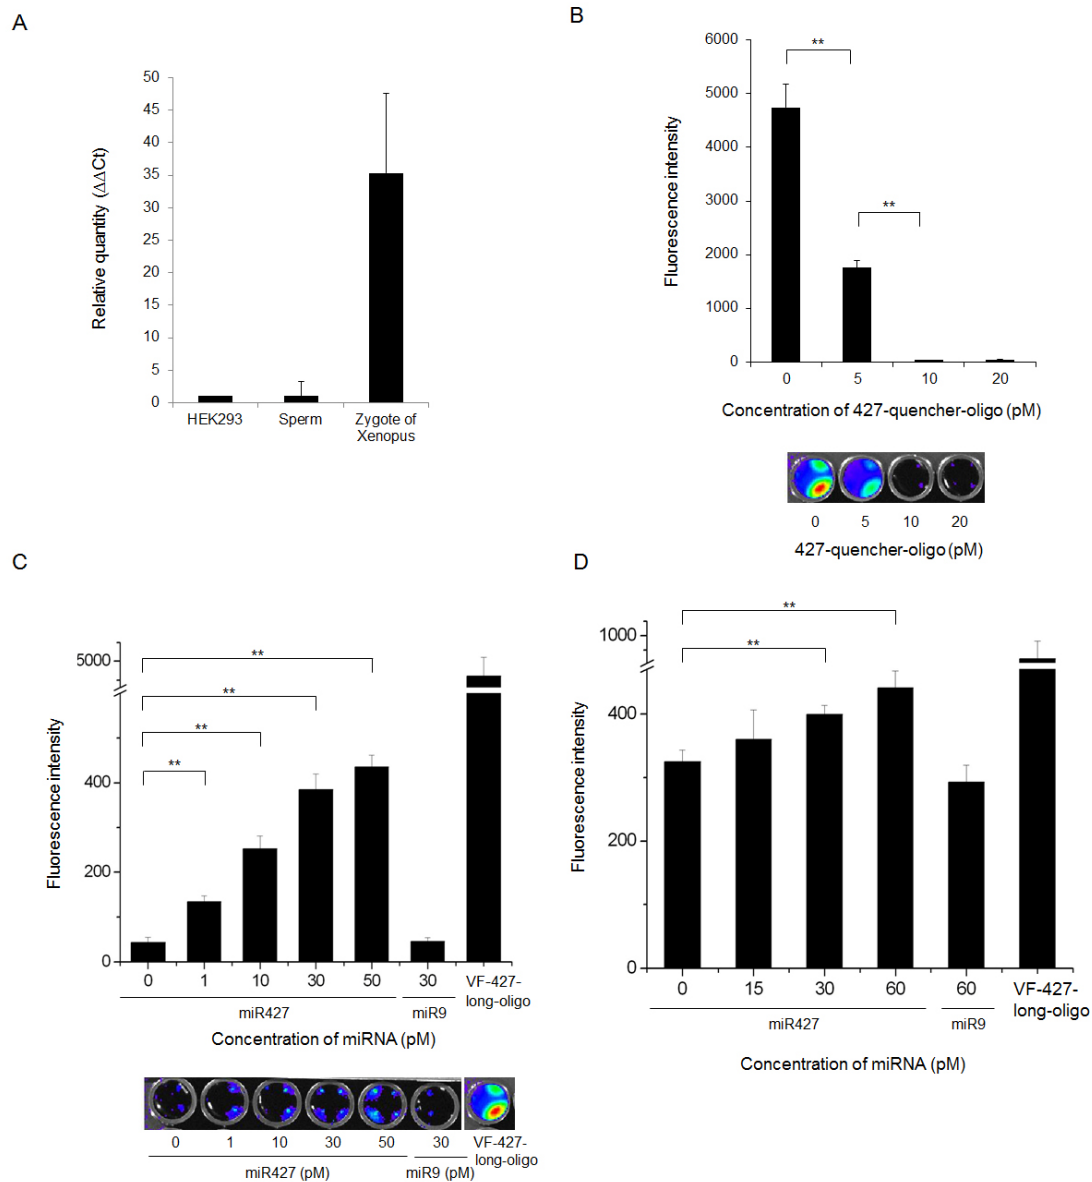 A
Relative quantity (ΔΔCt)
50
45
40
35
30
25
20
15
10
5
0
HEK293 Sperm Zygote of
Xenopus
B
Fluorescence intensity
6000
5000
4000
3000
2000
1000
0
**
**
0 5 10 20
Concentration of 427-quencher-oligo (pM)
0 5 10 20
427-quencher-oligo (pM)
C
Fluorescence intensity
5000
400
200
0
**
**
**
**
0 1 10 30 50 30 VF-427-
long-oligo
miR427 miR9
Concentration of miRNA (pM)
0 1 10 30 50 30 VF-427-
long-oligo
miR427 (pM) miR9 (pM)
D
Fluorescence intensity
1000
400
200
0
**
**
0 15 30 60 60 VF-427-
long-oligo
miR427 miR9
Concentration of miRNA (pM)